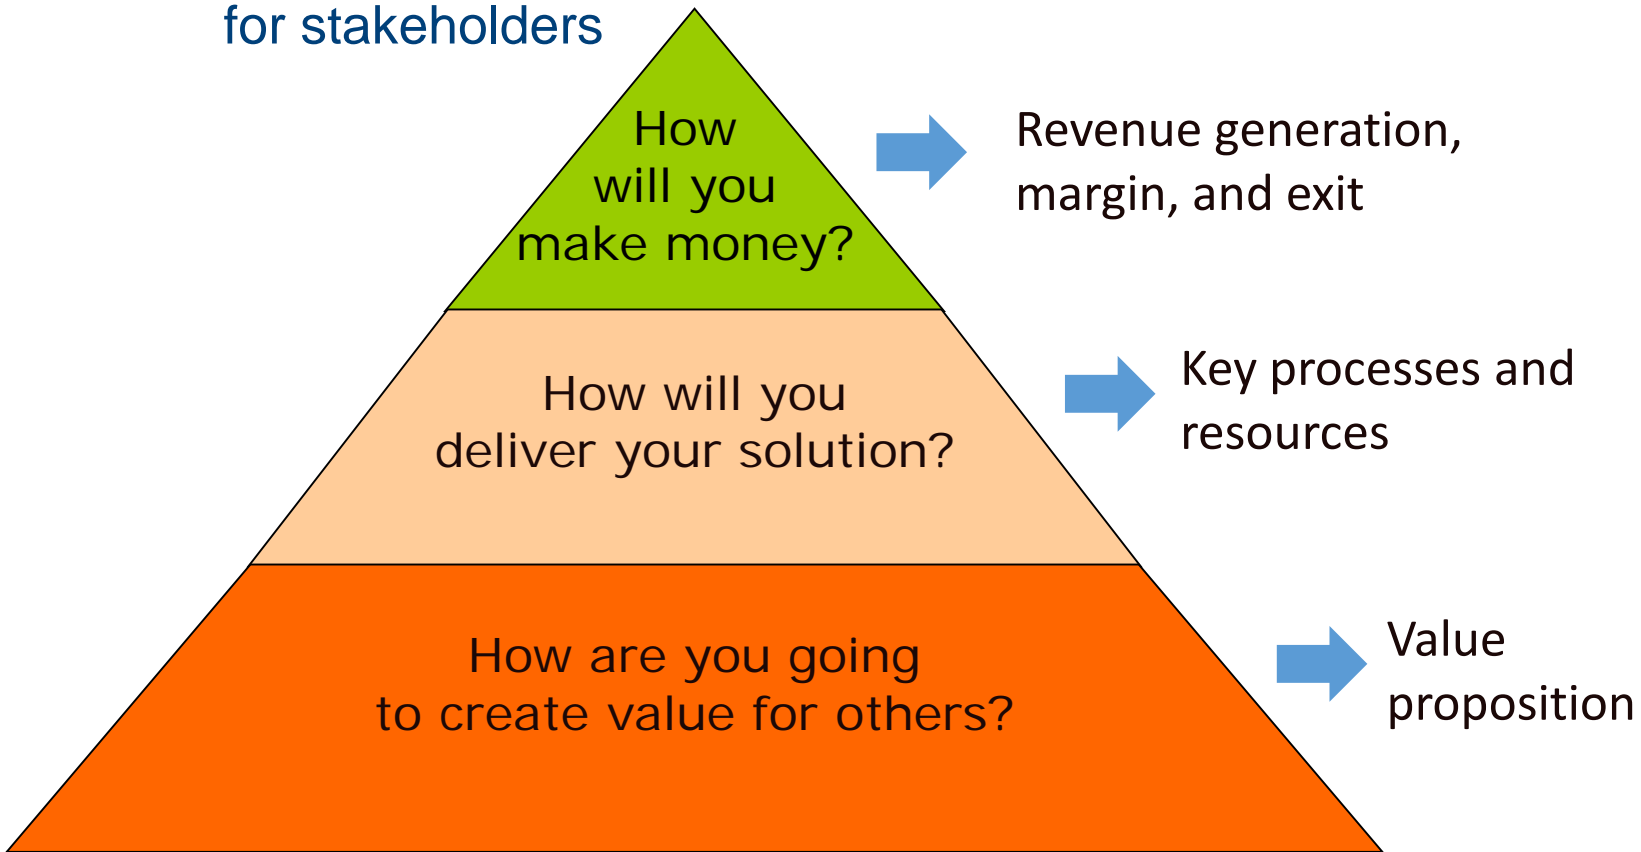 for stakeholders
How
will you
make money?
Revenue generation,
margin, and exit
How will you
deliver your solution?
Key processes and
resources
How are you going
to create value for others?
Value
proposition